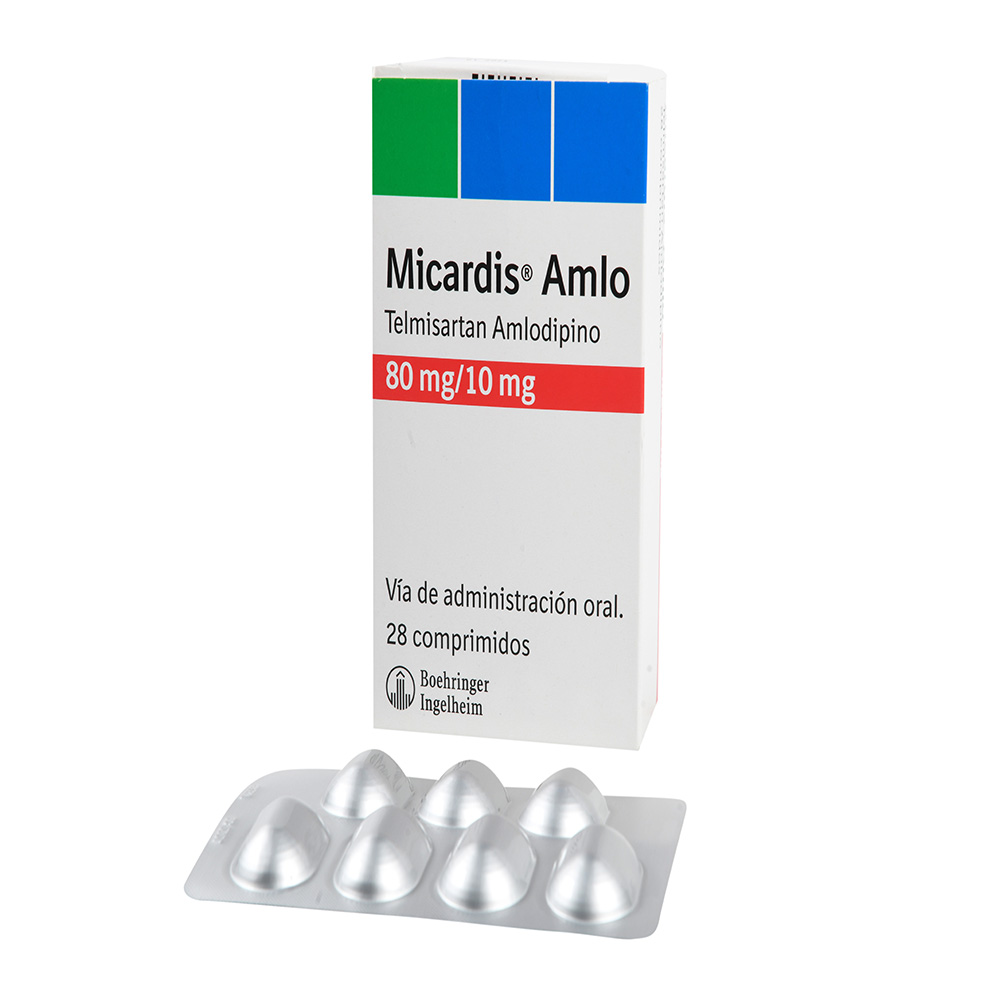 Micardis® Amlo
Telmisartan Amlodipino
80 mg/10 mg
Vía de administración oral.
28 comprimidos
Boehringer
Ingelheim